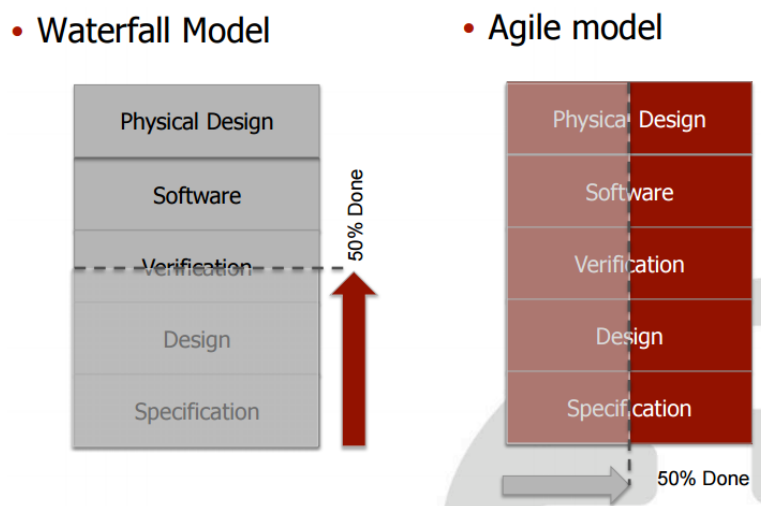 • Waterfall Model
Physical Design
Software
Verification
Design
Specification
50% Done
• Agile model
Physical Design
Software
Verification
Design
Specification
50% Done